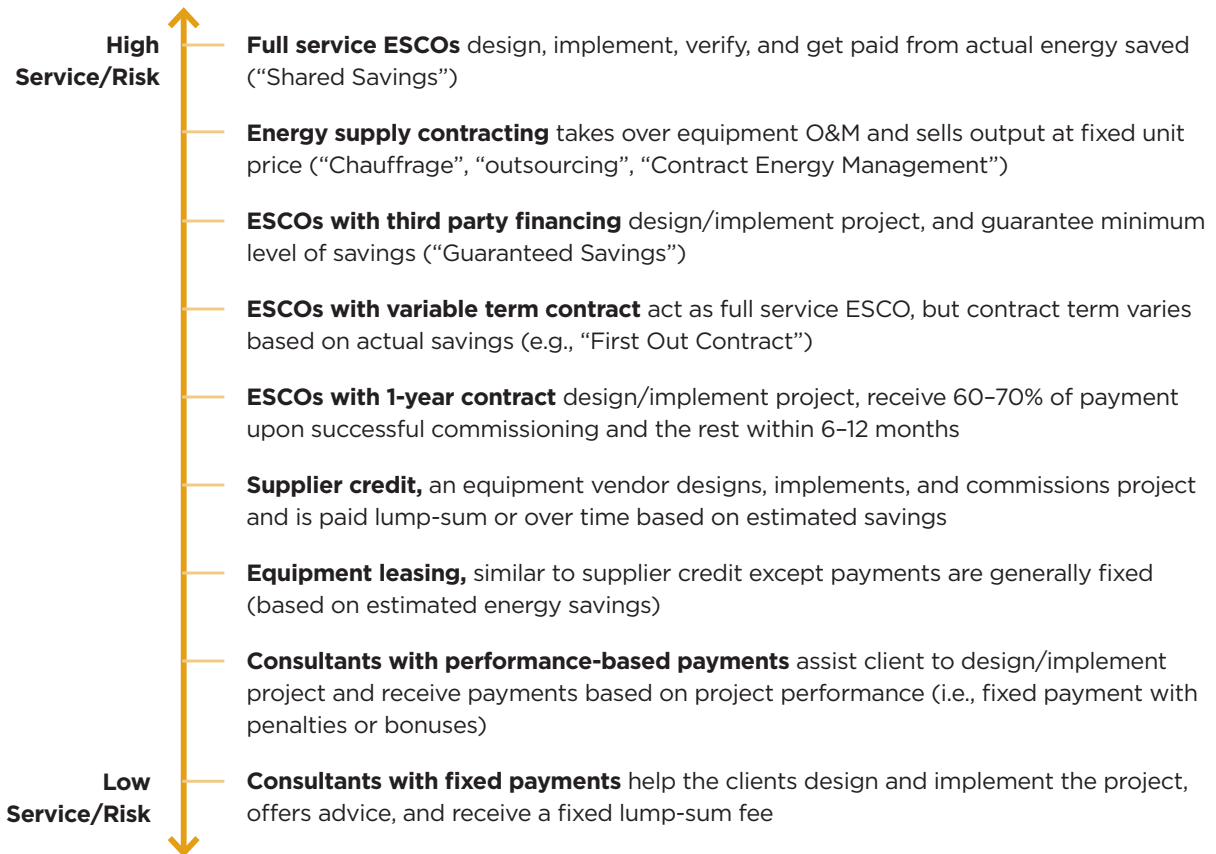 High
Service/Risk
Full service ESCOs design, implement, verify, and get paid from actual energy saved
(“Shared Savings”)
Energy supply contracting takes over equipment O&M and sells output at fixed unit
price (“Chauffrage”, “outsourcing”, “Contract Energy Management”)
ESCOs with third party financing design/implement project, and guarantee minimum
level of savings (“Guaranteed Savings”)
ESCOs with variable term contract act as full service ESCO, but contract term varies
based on actual savings (e.g., “First Out Contract”)
ESCOs with 1-year contract design/implement project, receive 60–70% of payment
upon successful commissioning and the rest within 6–12 months
Supplier credit, an equipment vendor designs, implements, and commissions project
and is paid lump-sum or over time based on estimated savings
Equipment leasing, similar to supplier credit except payments are generally fixed
(based on estimated energy savings)
Consultants with performance-based payments assist client to design/implement
project and receive payments based on project performance (i.e., fixed payment with
penalties or bonuses)
Low
Service/Risk
Consultants with fixed payments help the clients design and implement the project,
offers advice, and receive a fixed lump-sum fee